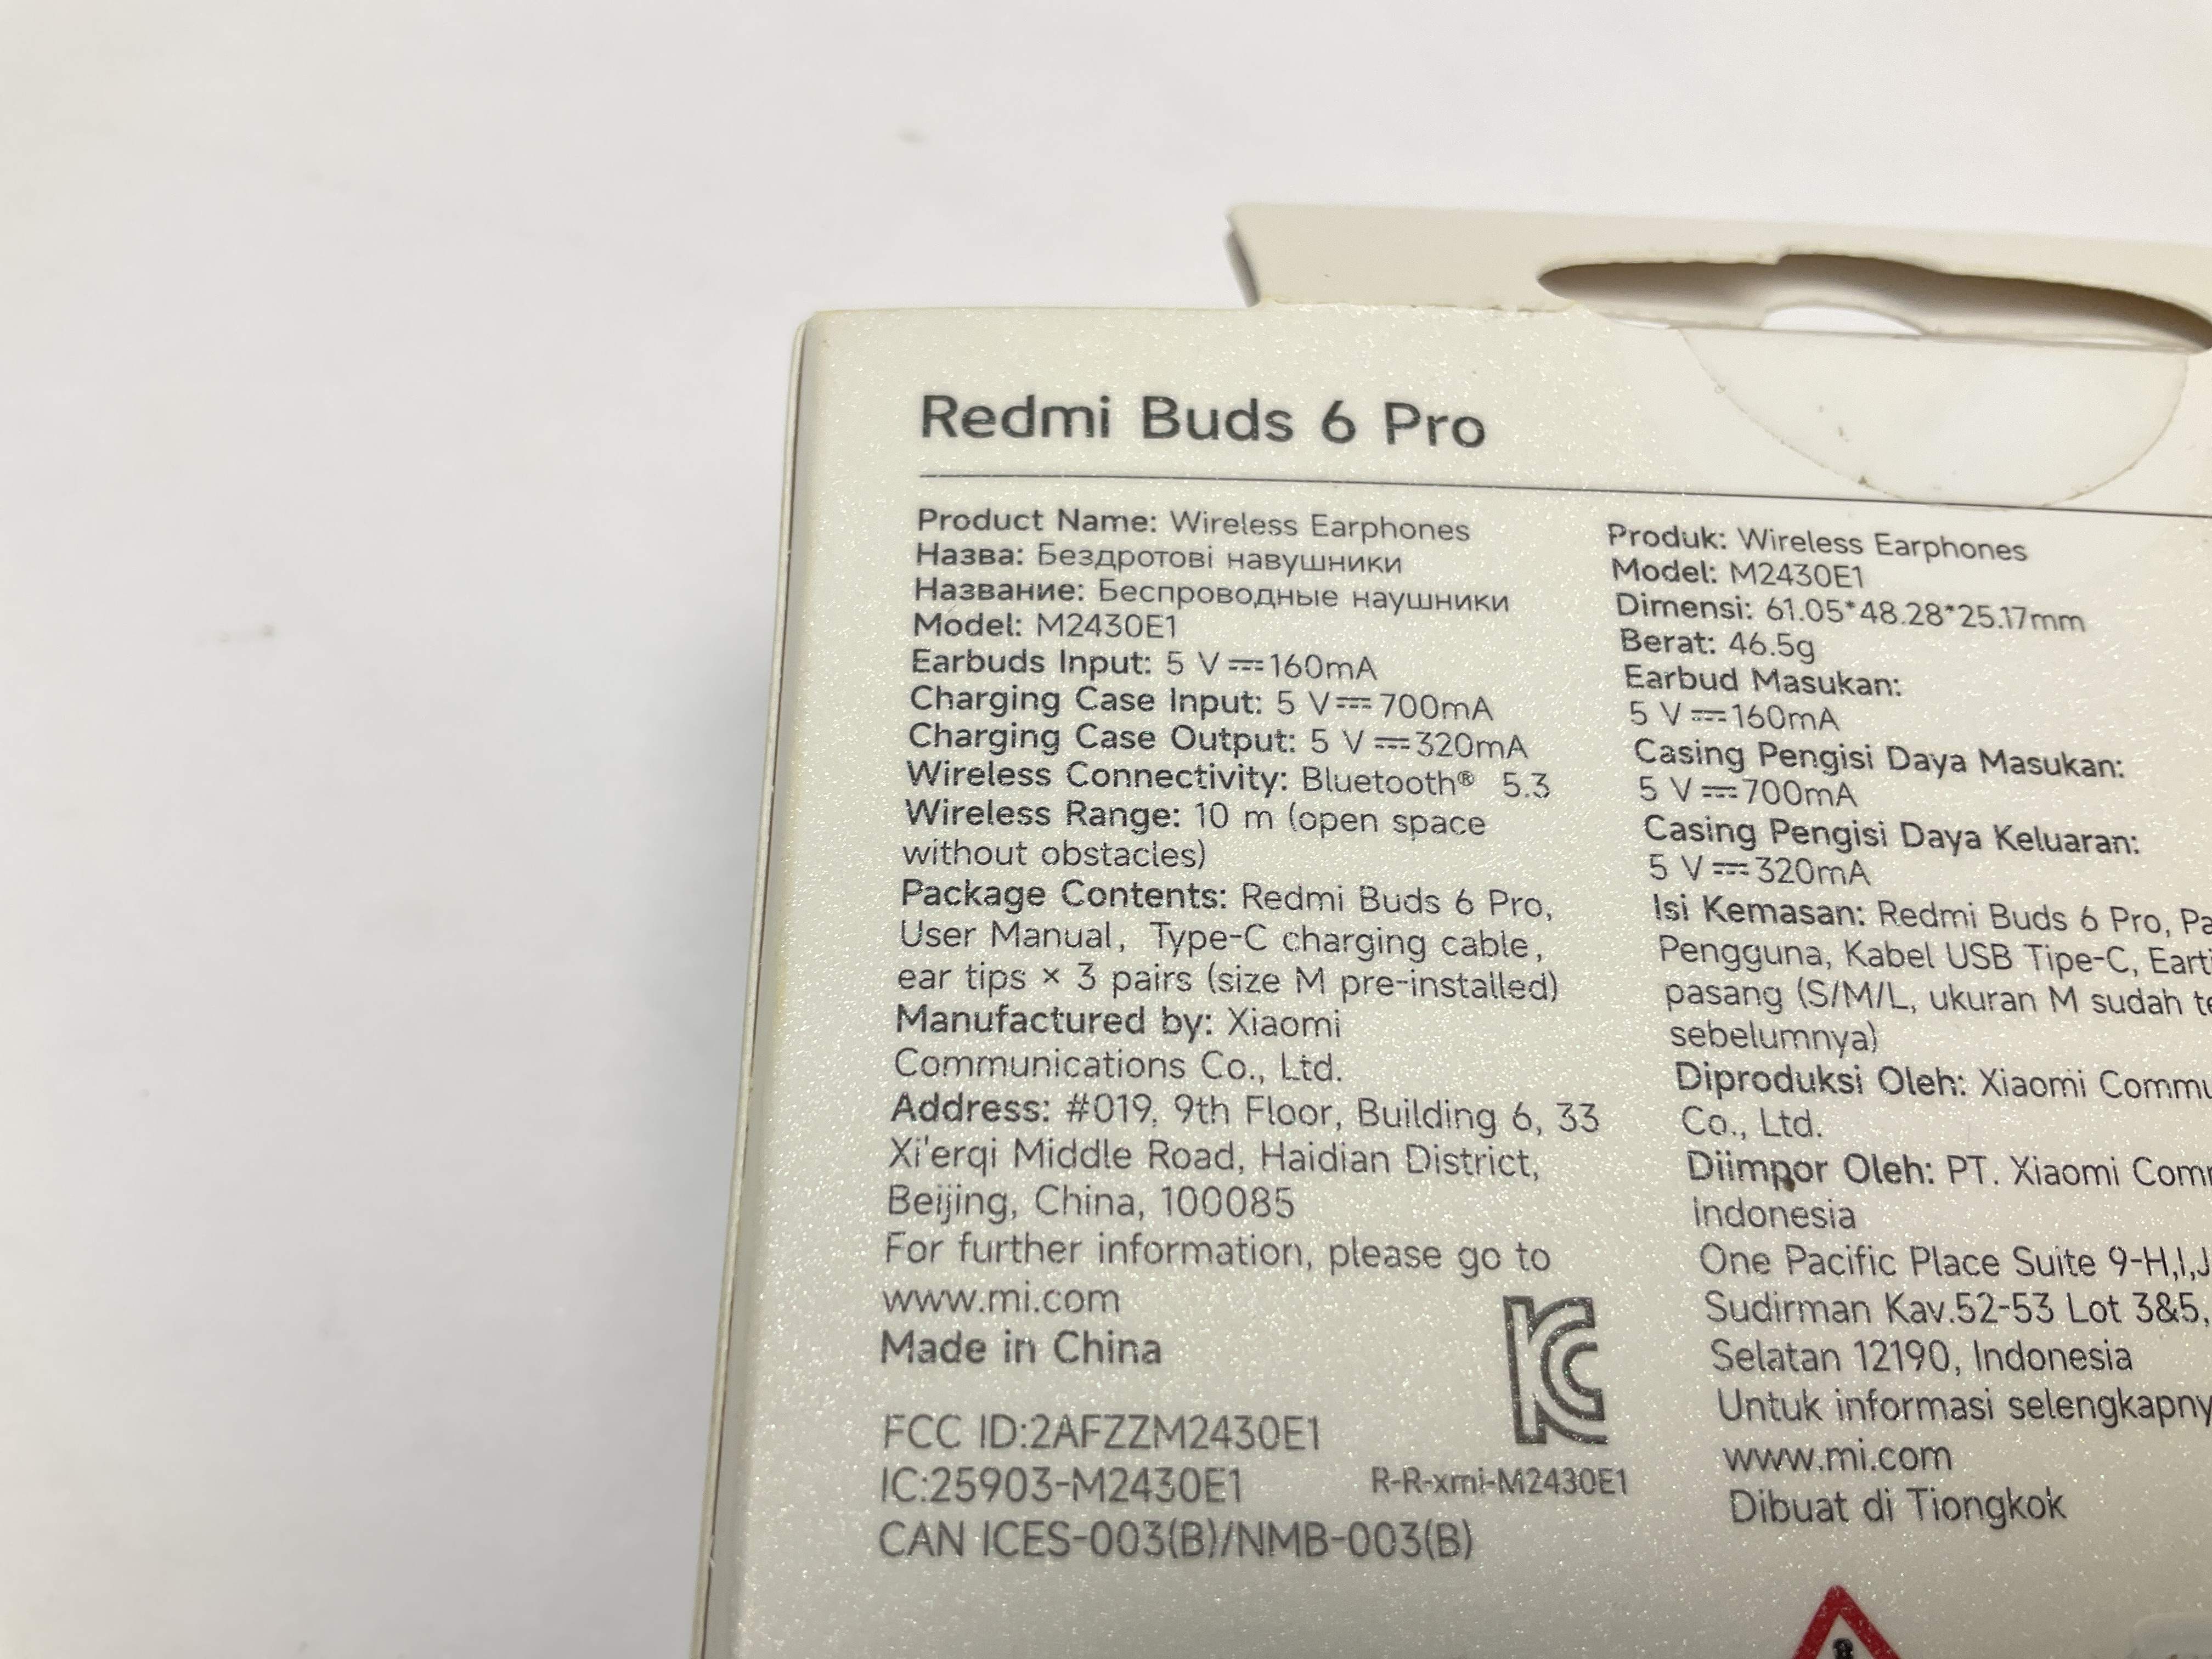 Redmi Buds 6 Pro
Product Name: Wireless Earphones
Назва: Бездротові навушники
Название: Беспроводные наушники
Model: M2430E1
Earbuds Input: 5 V⎓160mA
Charging Case Input: 5 V⎓700mA
Charging Case Output: 5 V⎓320mA
Wireless Connectivity: Bluetooth® 5.3
Wireless Range: 10 m (open space
without obstacles)
Package Contents: Redmi Buds 6 Pro,
User Manual, Type-C charging cable,
ear tips × 3 pairs (size M pre-installed)
Manufactured by: Xiaomi
Communications Co., Ltd.
Address: #019, 9th Floor, Building 6, 33
Xi'erqi Middle Road, Haidian District,
Beijing, China, 100085
For further information, please go to
www.mi.com
Made in China
FCC ID:2AFZZM2430E1
IC:25903-M2430E1
CAN ICES-003(B)/NMB-003(B)
R-R-xmi-M2430E1
Produk: Wireless Earphones
Model: M2430E1
Dimensi: 61.05*48.28*25.17mm
Berat: 46.5g
Earbud Masukan:
5 V⎓160mA
Casing Pengisi Daya Masukan:
5 V⎓700mA
Casing Pengisi Daya Keluaran:
5 V⎓320mA
Isi Kemasan: Redmi Buds 6 Pro,
Pengguna, Kabel USB Tipe-C,
pasang (S/M/L, ukuran M sudah
sebelumnya)
Diproduksi Oleh: Xiaomi
Co., Ltd.
Diimpor Oleh: PT. Xiaomi
Indonesia
One Pacific Place Suite 9-H,I,J
Sudirman Kav.52-53 Lot 3&5,
Selatan 12190, Indonesia
Untuk informasi
www.mi.com
Dibuat di Tiongkok